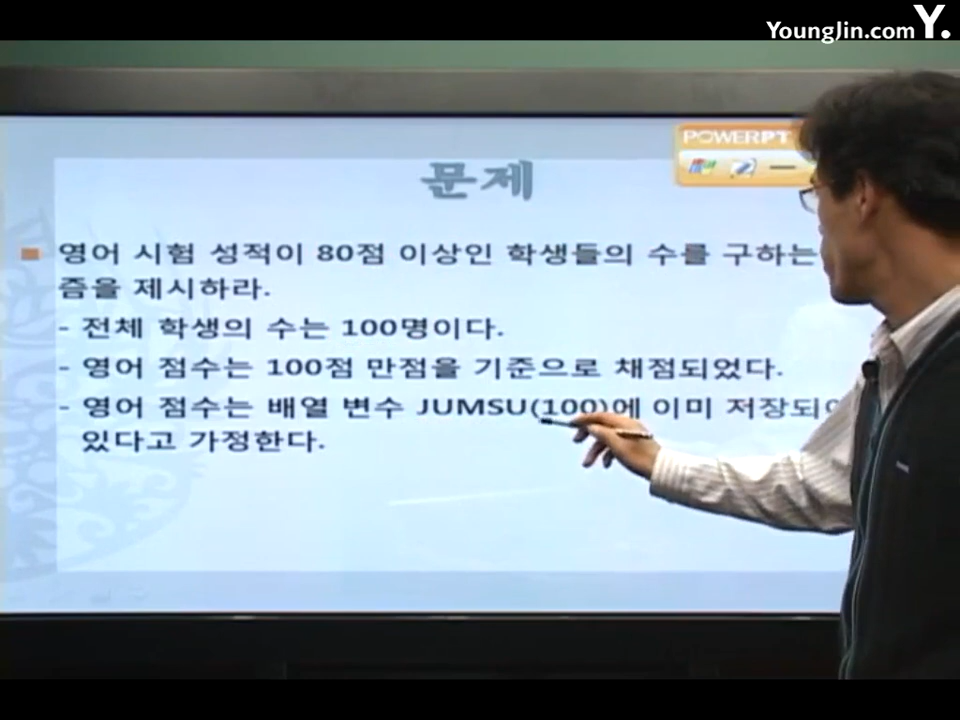 YoungJin.com Y.
POWERPT
문제
영어 시험 성적이 80점 이상인 학생들의 수를 구하는
즘을 제시하라.
- 전체 학생의 수는 100명이다.
- 영어 점수는 100점 만점을 기준으로 채점되었다.
- 영어 점수는 배열 변수 JUMSU(100)에 이미 저장되어
있다고 가정한다.